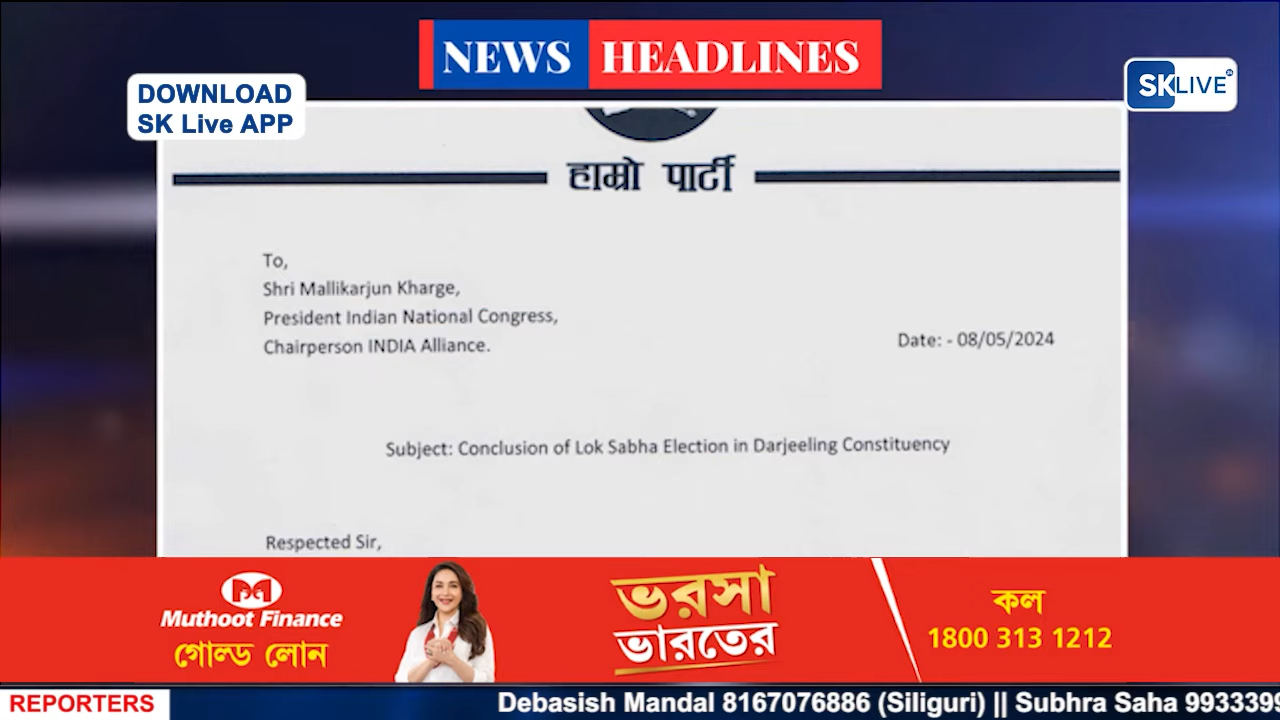 NEWS HEADLINES
DOWNLOAD
SK Live APP
SKLIVE
हाम्रो पार्टी
To,
Shri Mallikarjun Kharge,
President Indian National Congress,
Chairperson INDIA Alliance.
Date: - 08/05/2024
Subject: Conclusion of Lok Sabha Election in Darjeeling Constituency
Respected Sir,
Muthoot Finance
গোল্ড লোন
ভরসা
ভারতের
কল
1800 313 1212
REPORTERS
Debasish Mandal 8167076886 (Siliguri) || Subhra Saha 9933399